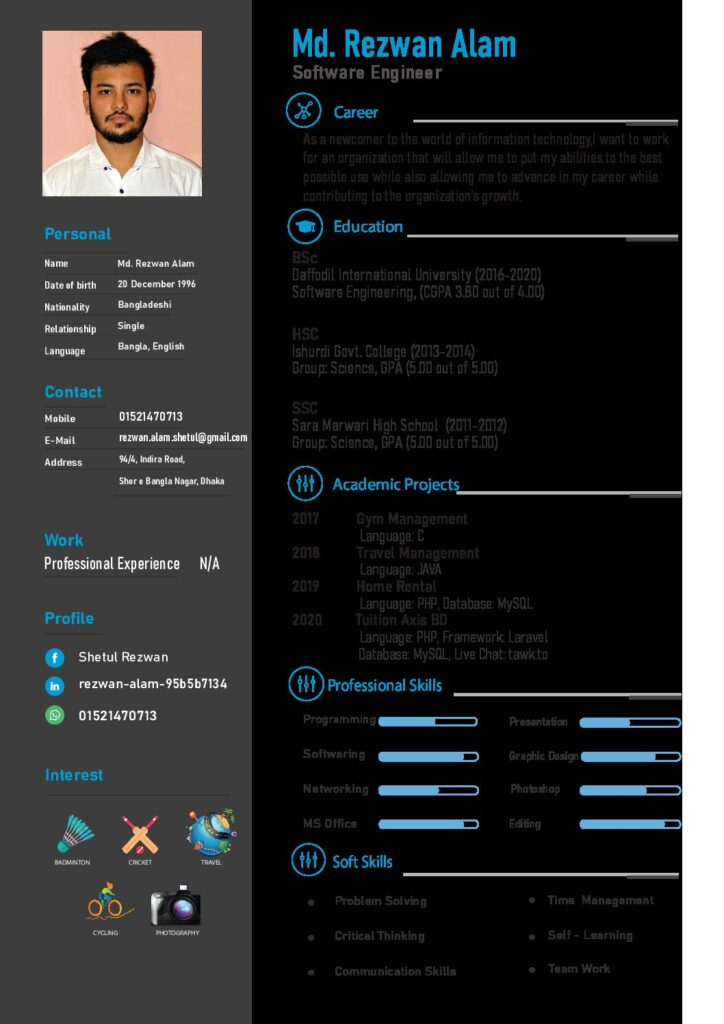 Md. Rezwan Alam
Software Engineer
Career
As a newcomer to the world of information technology,I want to work
for an organization that will allow me to put my abilities to the best
possible use while also allowing me to advance in my career while
contributing to the organization's growth.
Education
BSc
Daffodil International University (2016-2020)
Software Engineering, (CGPA 3.80 out of 4.00)
HSC
Ishurdi Govt. College (2013-2014)
Group: Science, GPA (5.00 out of 5.00)
SSC
Sara Marwari High School (2011-2012)
Group: Science, GPA (5.00 out of 5.00)
Academic Projects
2017 Gym Management
Language: C
2018 Travel Management
Language: JAVA
2019 Home Rental
Language: PHP, Database: MySQL
2020 Tuition Axis BD
Language: PHP, Framework: Laravel
Database: MySQL, Live Chat: tawk.to
Professional Skills
Programming Presentation
Softwaring Graphic Design
Networking Photoshop
MS Office Editing
Soft Skills
Problem Solving Time Management
Critical Thinking Self - Learning
Communication Skills Team Work
Personal
Name Md. Rezwan Alam
Date of birth 20 December 1996
Nationality Bangladeshi
Relationship Single
Language Bangla, English
Contact
Mobile 01521470713
E-Mail rezwan.alam.shetul@gmail.com
Address 94/4, Indira Road,
Sher e Bangla Nagar, Dhaka
Work
Professional Experience N/A
Profile
Shetul Rezwan
rezwan-alam-95b5b7134
01521470713
Interest
BADMINTON CRICKET TRAVEL
CYCLING PHOTOGRAPHY